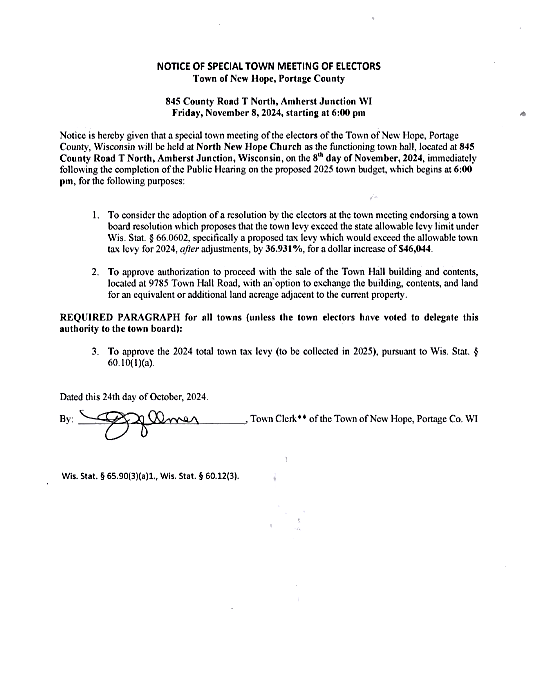 NOTICE OF SPECIAL TOWN MEETING OF ELECTORS
Town of New Hope, Portage County
845 County Road T North, Amherst Junction WI
Friday, November 8, 2024, starting at 6:00 pm
Notice is hereby given that a special town meeting of the electors of the Town of New Hope, Portage
County, Wisconsin will be held at North New Hope Church as the functioning town hall, located at 845
County Road T North, Amherst Junction, Wisconsin, on the 8th day of November, 2024, immediately
following the completion of the Public Hearing on the proposed 2025 town budget, which begins at 6:00
pm, for the following purposes:
1. To consider the adoption of a resolution by the electors at the town meeting endorsing a town
board resolution which proposes that the town levy exceed the state allowable levy limit under
Wis. Stat. § 66.0602, specifically a proposed tax levy which would exceed the allowable town
tax levy for 2024, after adjustments, by 36.931%, for a dollar increase of $46,044.
2. To approve authorization to proceed with the sale of the Town Hall building and contents,
located at 9785 Town Hall Road, with an option to exchange the building, contents, and land
for an equivalent or additional land acreage adjacent to the current property.
REQUIRED PARAGRAPH for all towns (unless the town electors have voted to delegate this
authority to the town board):
3. To approve the 2024 total town tax levy (to be collected in 2025), pursuant to Wis. Stat. §
60.10(1)(a).
Dated this 24th day of October, 2024.
By: , Town Clerk** of the Town of New Hope, Portage Co. WI
Wis. Stat. § 65.90(3)(a)1., Wis. Stat. § 60.12(3).